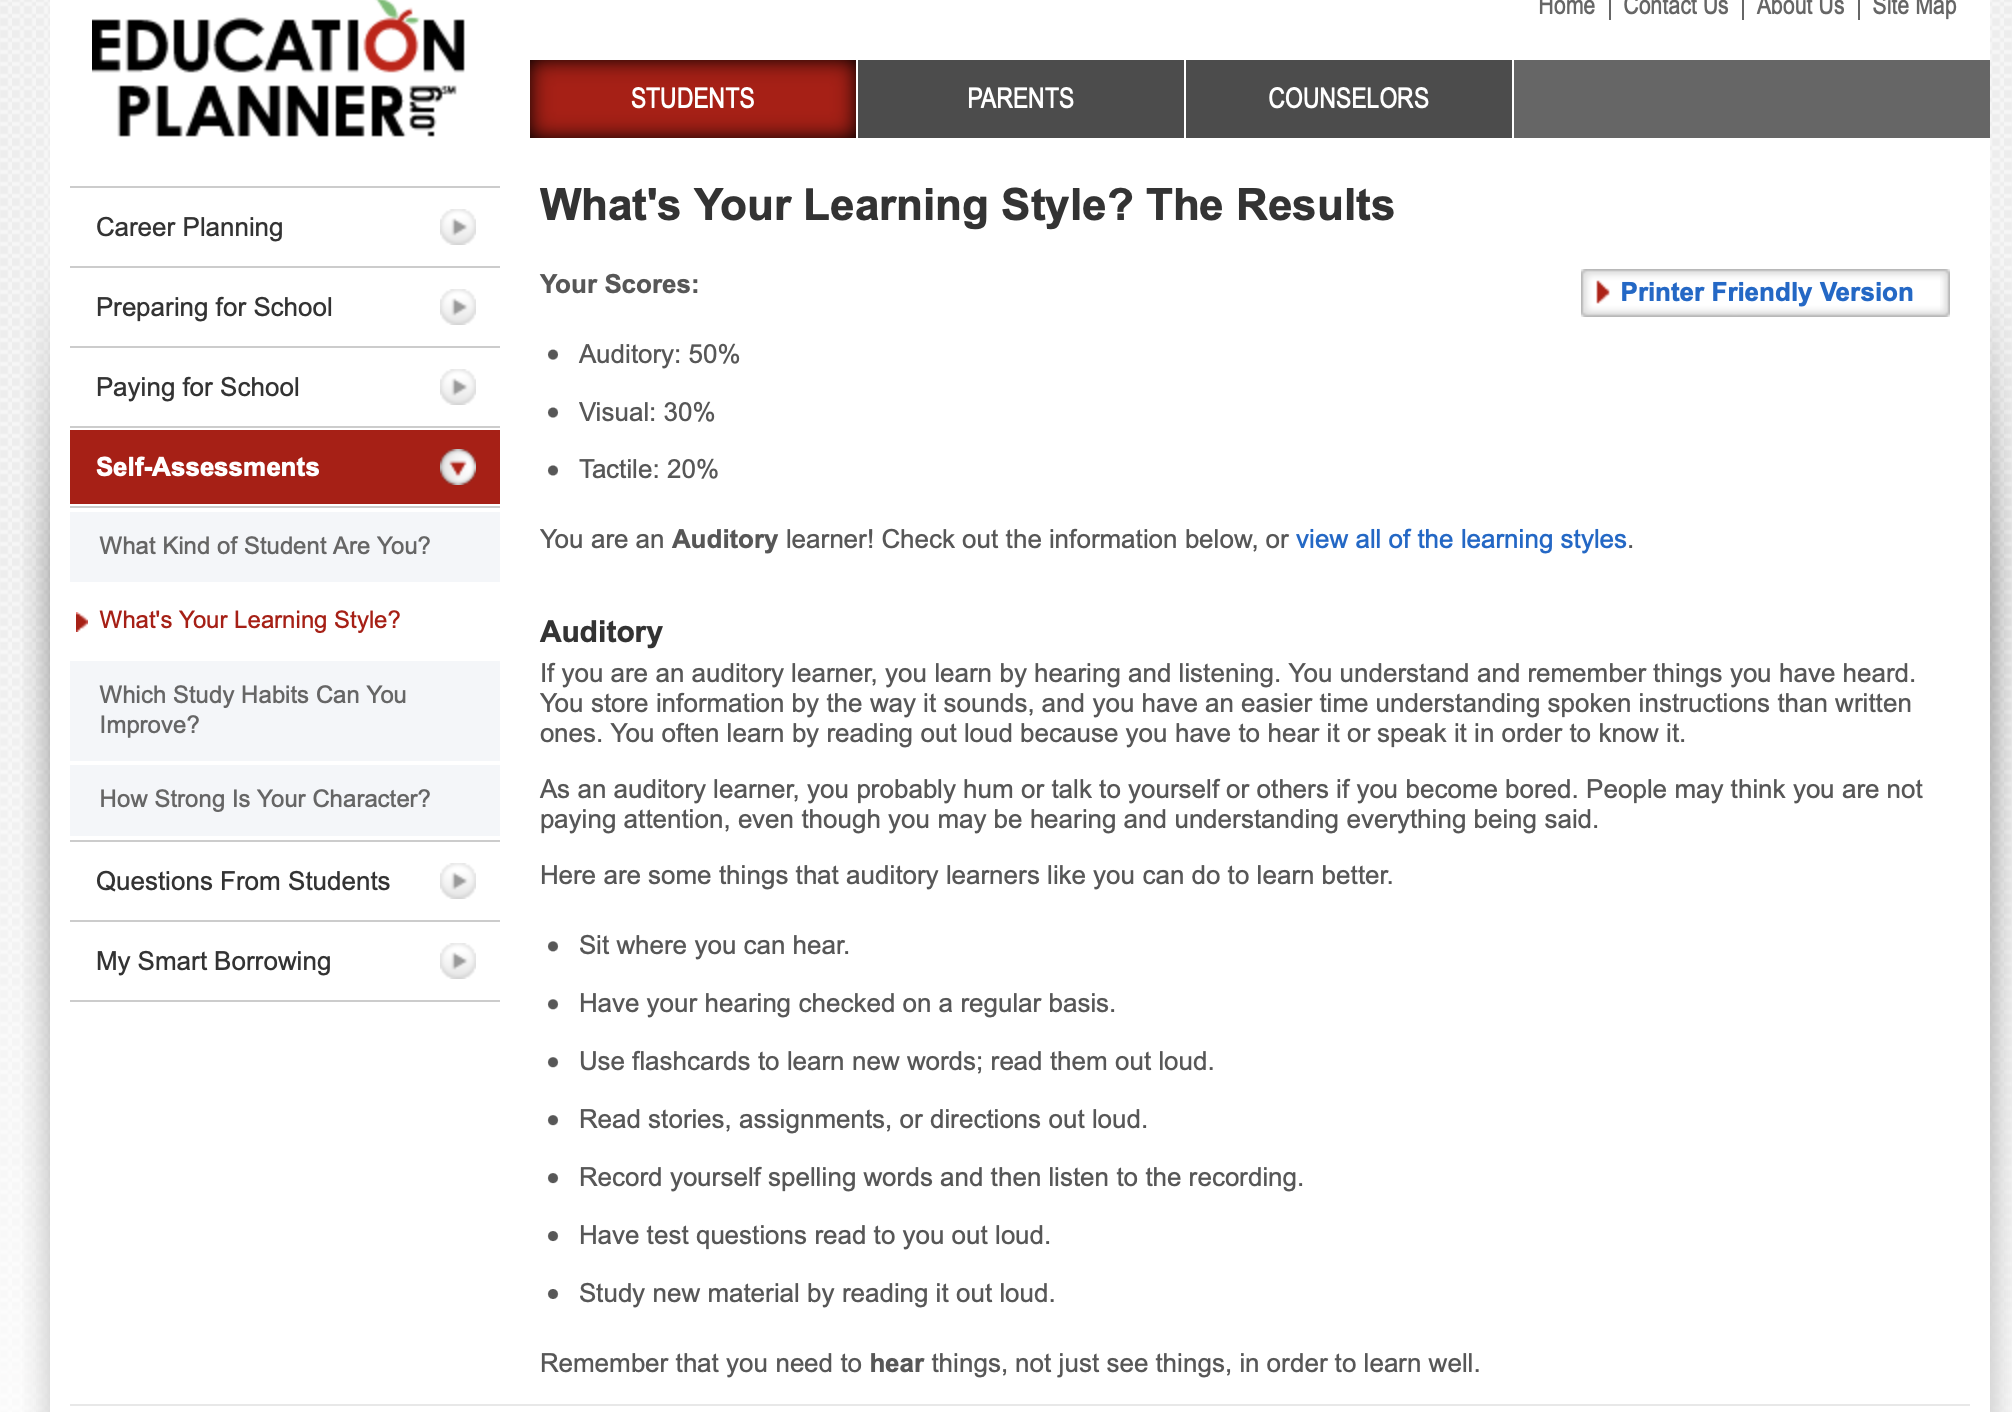 Home | Contact Us | About Us | Site Map
EDUCATION
PLANNER.org SM
STUDENTS
PARENTS
COUNSELORS
Career Planning
Preparing for School
Paying for School
Self-Assessments
What Kind of Student Are You?
What's Your Learning Style?
Which Study Habits Can You
Improve?
How Strong Is Your Character?
Questions From Students
My Smart Borrowing
What's Your Learning Style? The Results
Your Scores:
Printer Friendly Version
• Auditory: 50%
• Visual: 30%
• Tactile: 20%
You are an Auditory learner! Check out the information below, or view all of the learning styles.
Auditory
If you are an auditory learner, you learn by hearing and listening. You understand and remember things you have heard.
You store information by the way it sounds, and you have an easier time understanding spoken instructions than written
ones. You often learn by reading out loud because you have to hear it or speak it in order to know it.
As an auditory learner, you probably hum or talk to yourself or others if you become bored. People may think you are not
paying attention, even though you may be hearing and understanding everything being said.
Here are some things that auditory learners like you can do to learn better.
• Sit where you can hear.
• Have your hearing checked on a regular basis.
• Use flashcards to learn new words; read them out loud.
• Read stories, assignments, or directions out loud.
• Record yourself spelling words and then listen to the recording.
• Have test questions read to you out loud.
• Study new material by reading it out loud.
Remember that you need to hear things, not just see things, in order to learn well.